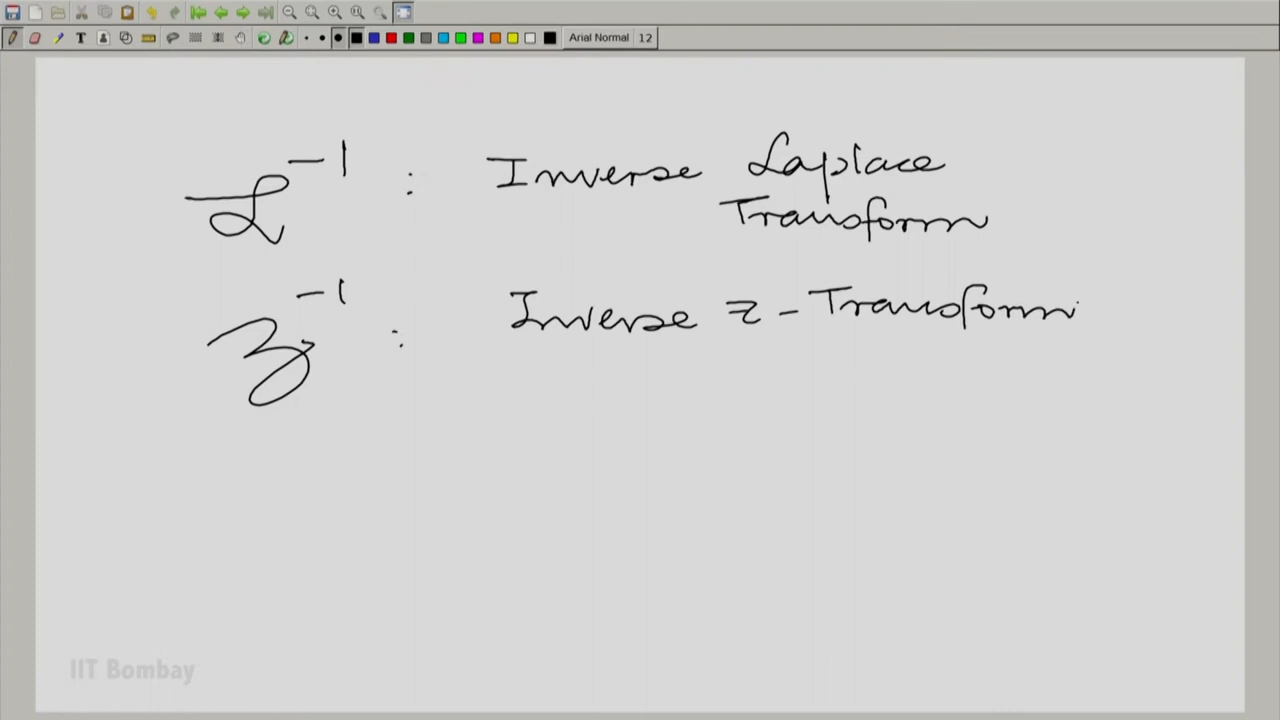 Arial Normal 12
ℒ⁻¹ : Inverse Laplace
Transform
𝓏⁻¹ : Inverse z - Transform
IIT Bombay